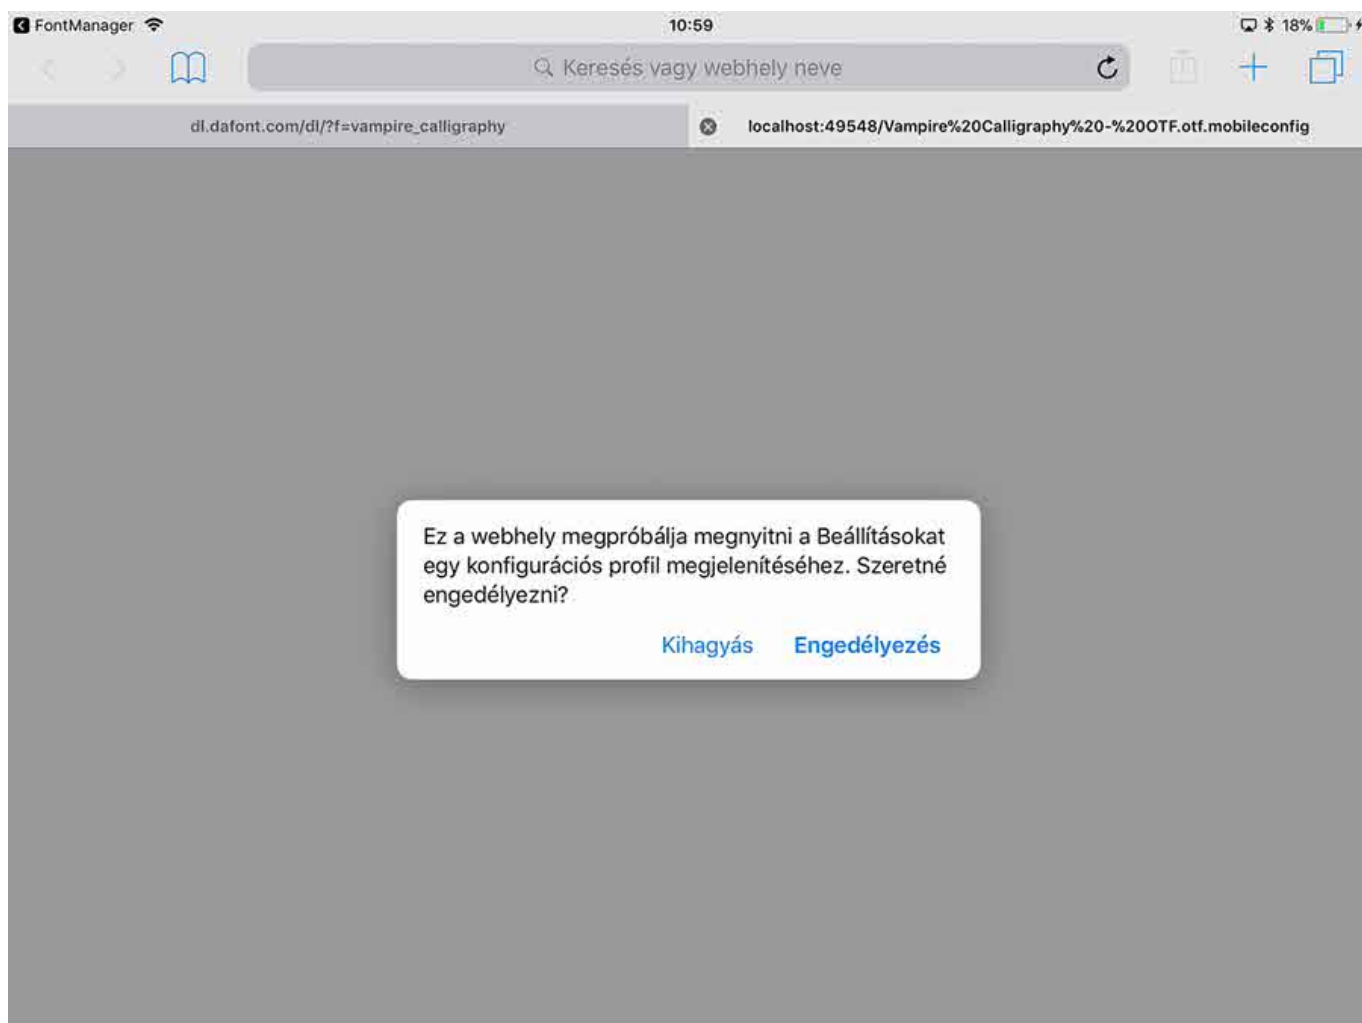 FontManager 10:59 18%
Keresés vagy webhely neve
dl.dafont.com/dl/?f=vampire_calligraphy localhost:49548/Vampire%20Calligraphy%20-%20OTF.otf.mobileconfig
Ez a webhely megpróbálja megnyitni a Beállításokat
egy konfigurációs profil megjelenítéséhez. Szeretné
engedélyezni?
Kihagyás Engedélyezés